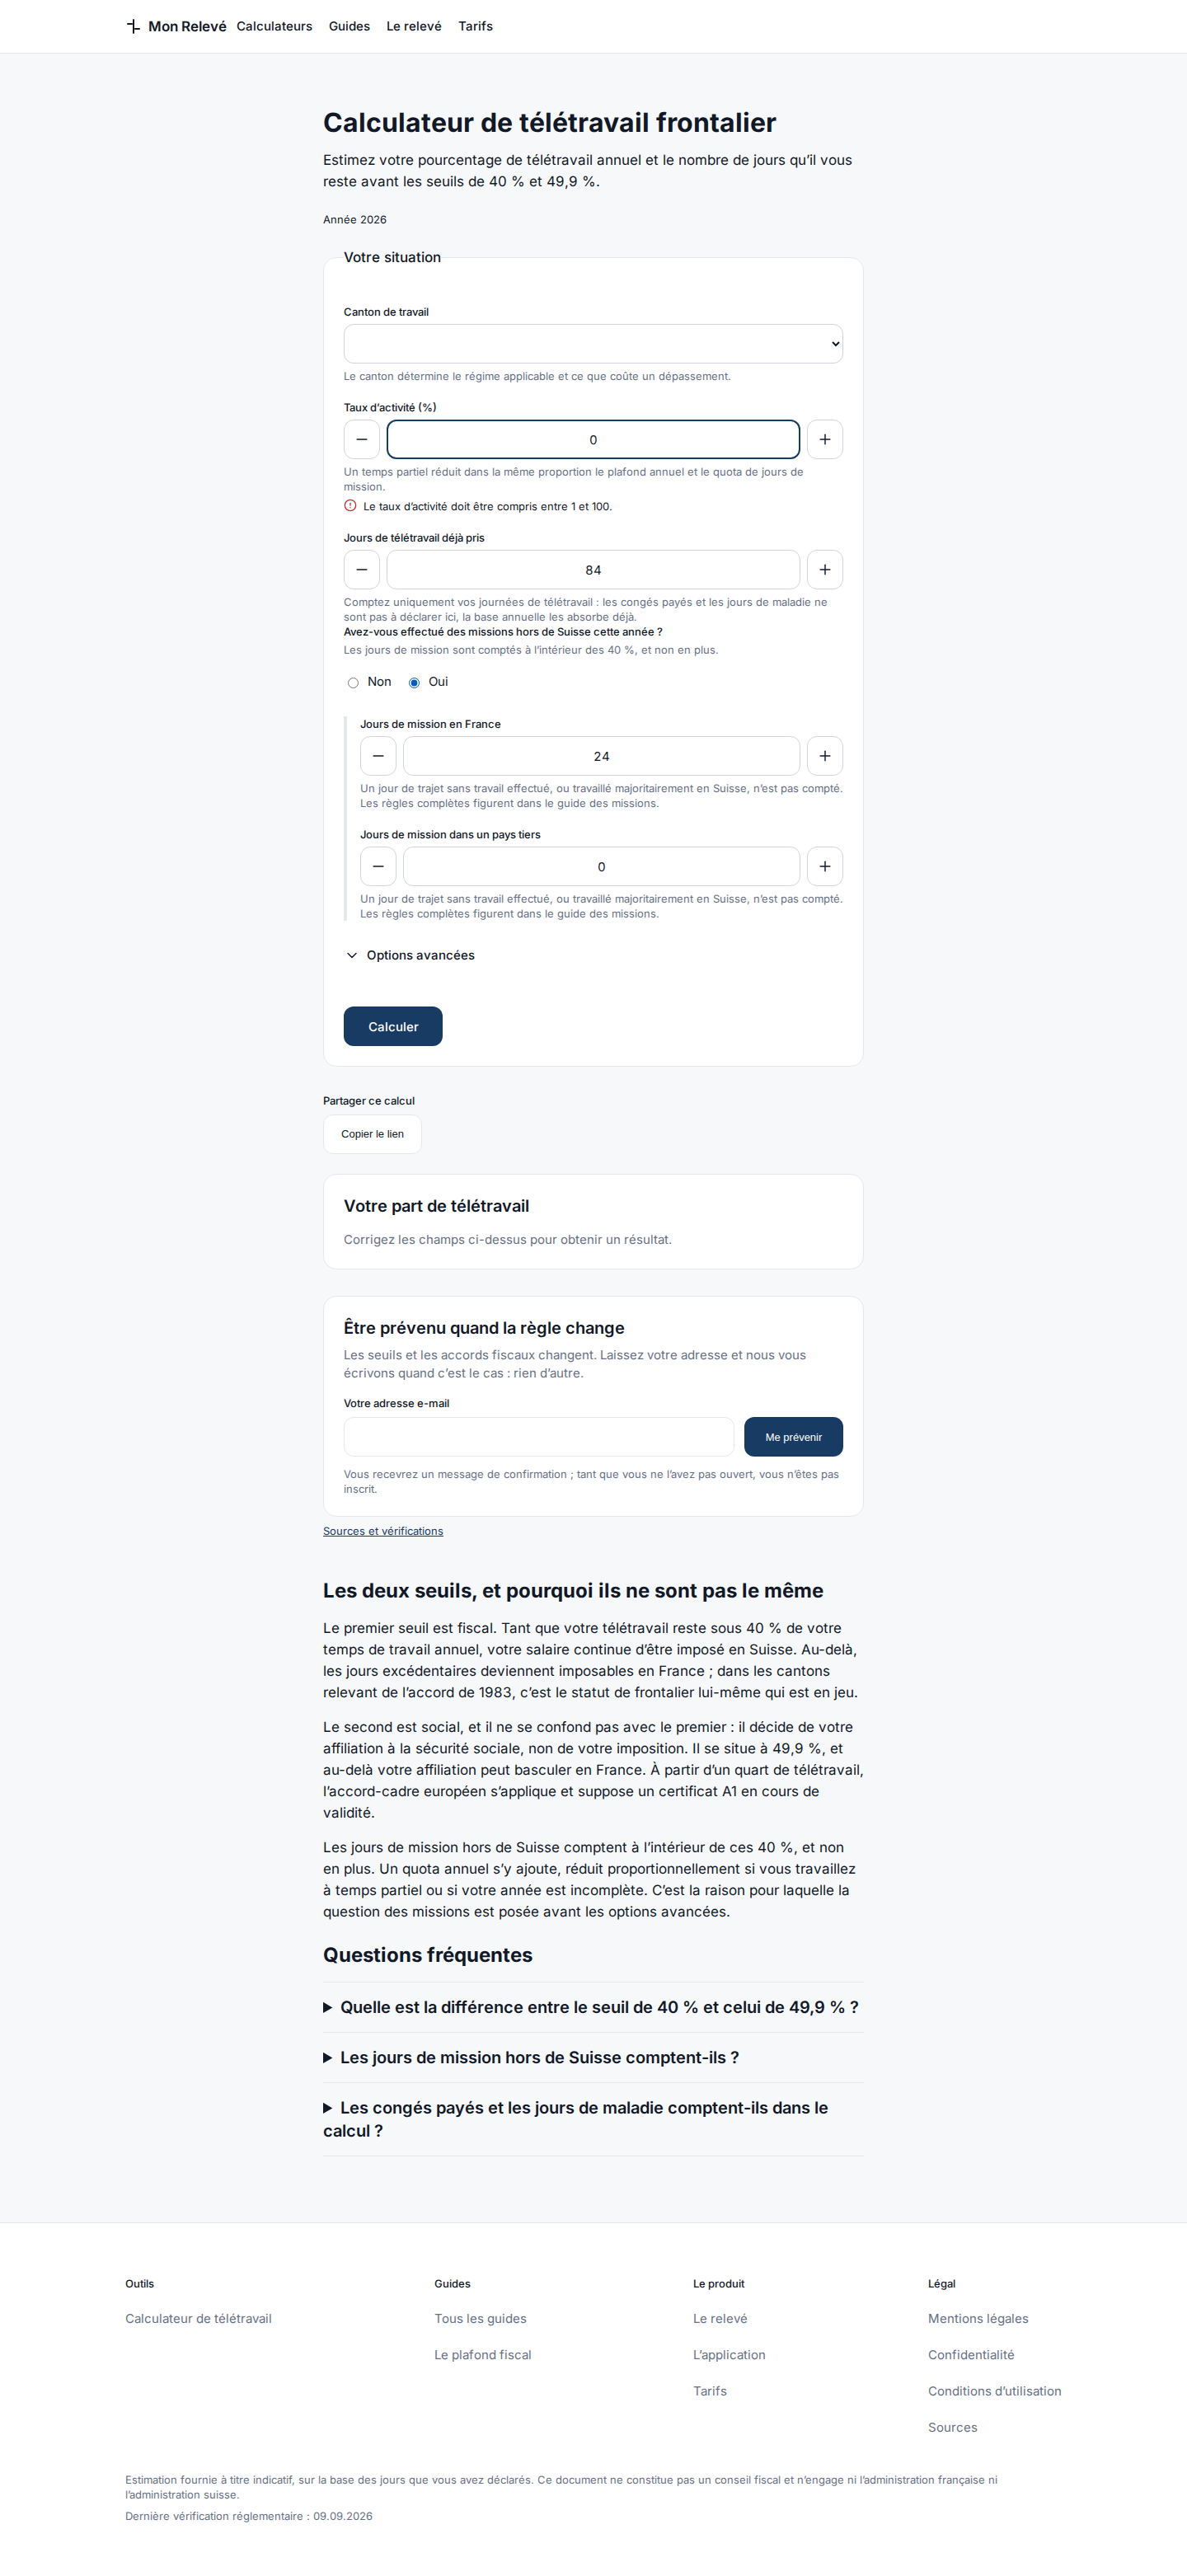 Mon Relevé Calculateurs Guides Le relevé Tarifs
Calculateur de télétravail frontalier
Estimez votre pourcentage de télétravail annuel et le nombre de jours qu’il vous
reste avant les seuils de 40 % et 49,9 %.
Année 2026
Votre situation
Canton de travail
Le canton détermine le régime applicable et ce que coûte un dépassement.
Taux d’activité (%)
0
Un temps partiel réduit dans la même proportion le plafond annuel et le quota de jours de
mission.
Le taux d’activité doit être compris entre 1 et 100.
Jours de télétravail déjà pris
84
Comptez uniquement vos journées de télétravail : les congés payés et les jours de maladie ne
sont pas à déclarer ici, la base annuelle les absorbe déjà.
Avez-vous effectué des missions hors de Suisse cette année ?
Les jours de mission sont comptés à l’intérieur des 40 %, et non en plus.
Non Oui
Jours de mission en France
24
Un jour de trajet sans travail effectué, ou travaillé majoritairement en Suisse, n’est pas compté.
Les règles complètes figurent dans le guide des missions.
Jours de mission dans un pays tiers
0
Un jour de trajet sans travail effectué, ou travaillé majoritairement en Suisse, n’est pas compté.
Les règles complètes figurent dans le guide des missions.
Options avancées
Calculer
Partager ce calcul
Copier le lien
Votre part de télétravail
Corrigez les champs ci-dessus pour obtenir un résultat.
Être prévenu quand la règle change
Les seuils et les accords fiscaux changent. Laissez votre adresse et nous vous
écrivons quand c’est le cas : rien d’autre.
Votre adresse e-mail
Me prévenir
Vous recevrez un message de confirmation ; tant que vous ne l’avez pas ouvert, vous n’êtes pas
inscrit.
Sources et vérifications
Les deux seuils, et pourquoi ils ne sont pas le même
Le premier seuil est fiscal. Tant que votre télétravail reste sous 40 % de votre
temps de travail annuel, votre salaire continue d’être imposé en Suisse. Au-delà,
les jours excédentaires deviennent imposables en France ; dans les cantons
relevant de l’accord de 1983, c’est le statut de frontalier lui-même qui est en jeu.
Le second est social, et il ne se confond pas avec le premier : il décide de votre
affiliation à la sécurité sociale, non de votre imposition. Il se situe à 49,9 %, et
au-delà votre affiliation peut basculer en France. À partir d’un quart de télétravail,
l’accord-cadre européen s’applique et suppose un certificat A1 en cours de
validité.
Les jours de mission hors de Suisse comptent à l’intérieur de ces 40 %, et non
en plus. Un quota annuel s’y ajoute, réduit proportionnellement si vous travaillez
à temps partiel ou si votre année est incomplète. C’est la raison pour laquelle la
question des missions est posée avant les options avancées.
Questions fréquentes
Quelle est la différence entre le seuil de 40 % et celui de 49,9 % ?
Les jours de mission hors de Suisse comptent-ils ?
Les congés payés et les jours de maladie comptent-ils dans le
calcul ?
Outils Guides Le produit Légal
Calculateur de télétravail Tous les guides Le relevé Mentions légales
Le plafond fiscal L’application Confidentialité
Tarifs Conditions d’utilisation
Sources
Estimation fournie à titre indicatif, sur la base des jours que vous avez déclarés. Ce document ne constitue pas un conseil fiscal et n’engage ni l’administration française ni
l’administration suisse.
Dernière vérification réglementaire : 09.09.2026